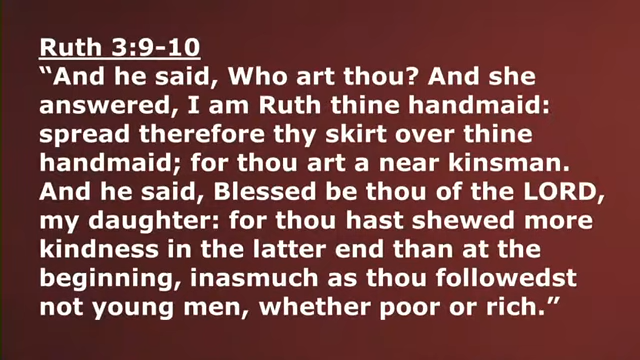 Ruth 3:9-10
“And he said, Who art thou? And she
answered, I am Ruth thine handmaid:
spread therefore thy skirt over thine
handmaid; for thou art a near kinsman.
And he said, Blessed be thou of the LORD,
my daughter: for thou hast shewed more
kindness in the latter end than at the
beginning, inasmuch as thou followedst
not young men, whether poor or rich.”